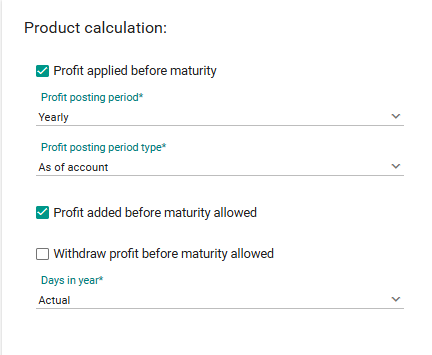 Product calculation:
Profit applied before maturity
Profit posting period*
Yearly
Profit posting period type*
As of account
Profit added before maturity allowed
Withdraw profit before maturity allowed
Days in year*
Actual